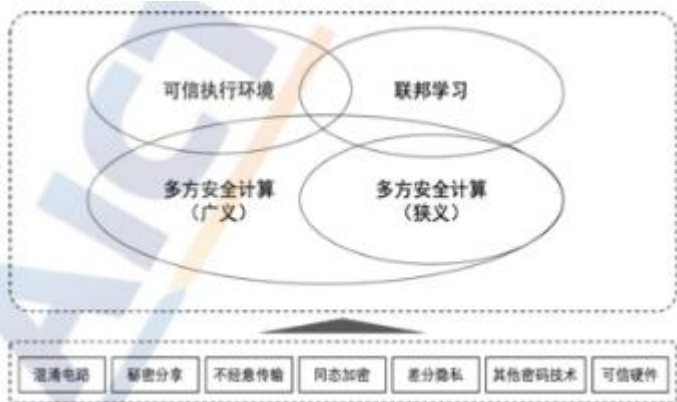 可信执行环境
联邦学习
多方安全计算
（广义）
多方安全计算
（狭义）
混淆电路
秘密分享
不经意传输
同态加密
差分隐私
其他密码技术
可信硬件